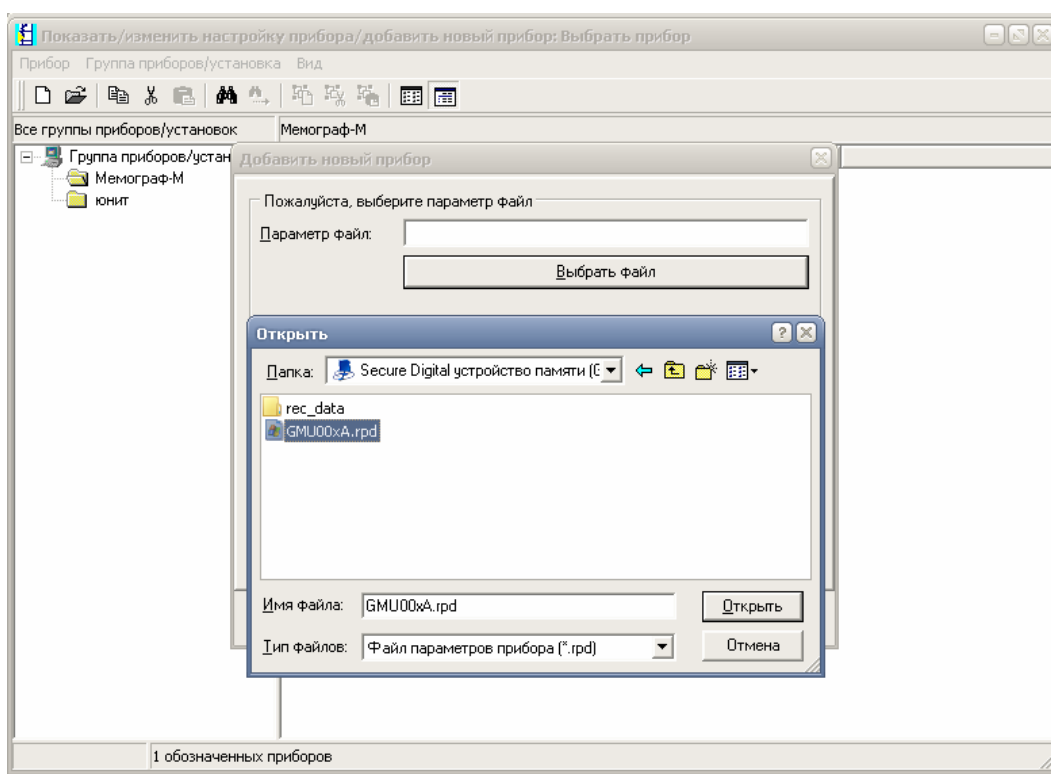 Показать/изменить настройку прибора/добавить новый прибор: Выбрать прибор
Прибор Группа приборов/установка Вид
Все группы приборов/установок Мемограф-М
Группа приборов/устан
Мемограф-М
юнит
Добавить новый прибор
Пожалуйста, выберите параметр файл
Параметр файл:
Выбрать файл
Открыть
Папка: Secure Digital устройство памяти (
rec_data
GMU00xA.rpd
Имя файла: GMU00xA.rpd Открыть
Тип файлов: Файл параметров прибора (*.rpd) Отмена
1 обозначенных приборов